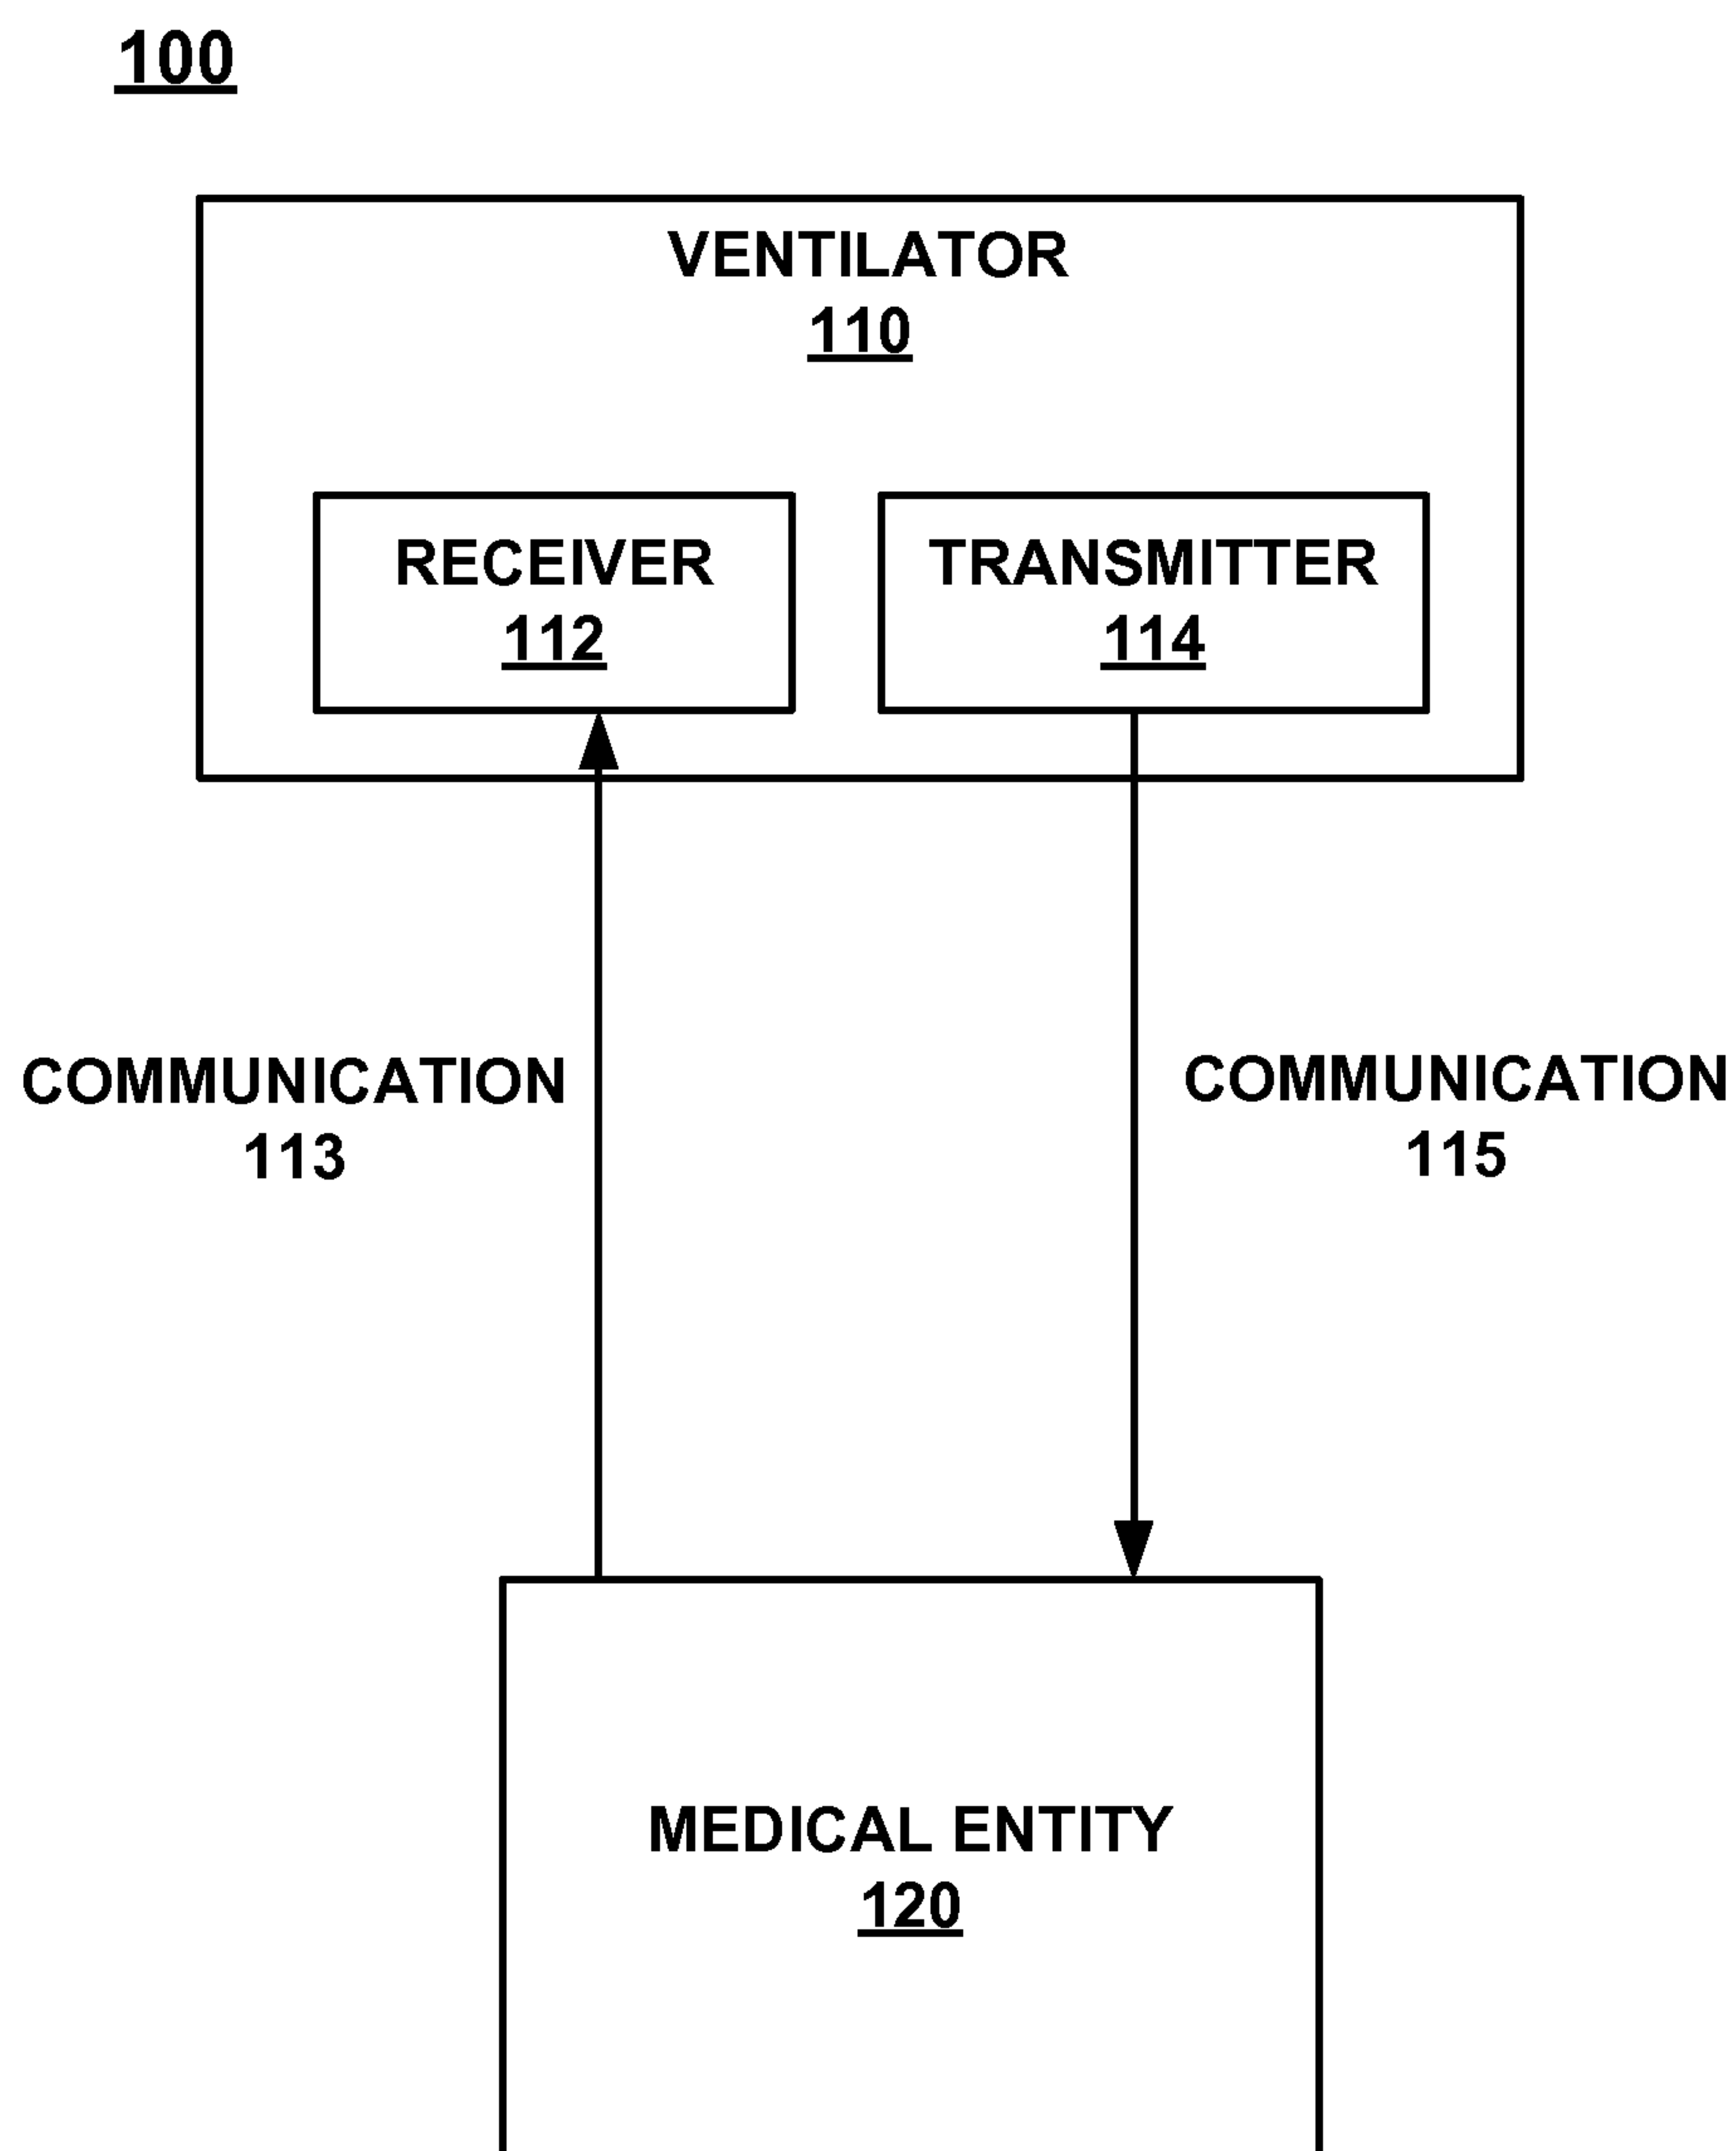 100
VENTILATOR
110
RECEIVER
112
TRANSMITTER
114
COMMUNICATION
113
COMMUNICATION
115
MEDICAL ENTITY
120